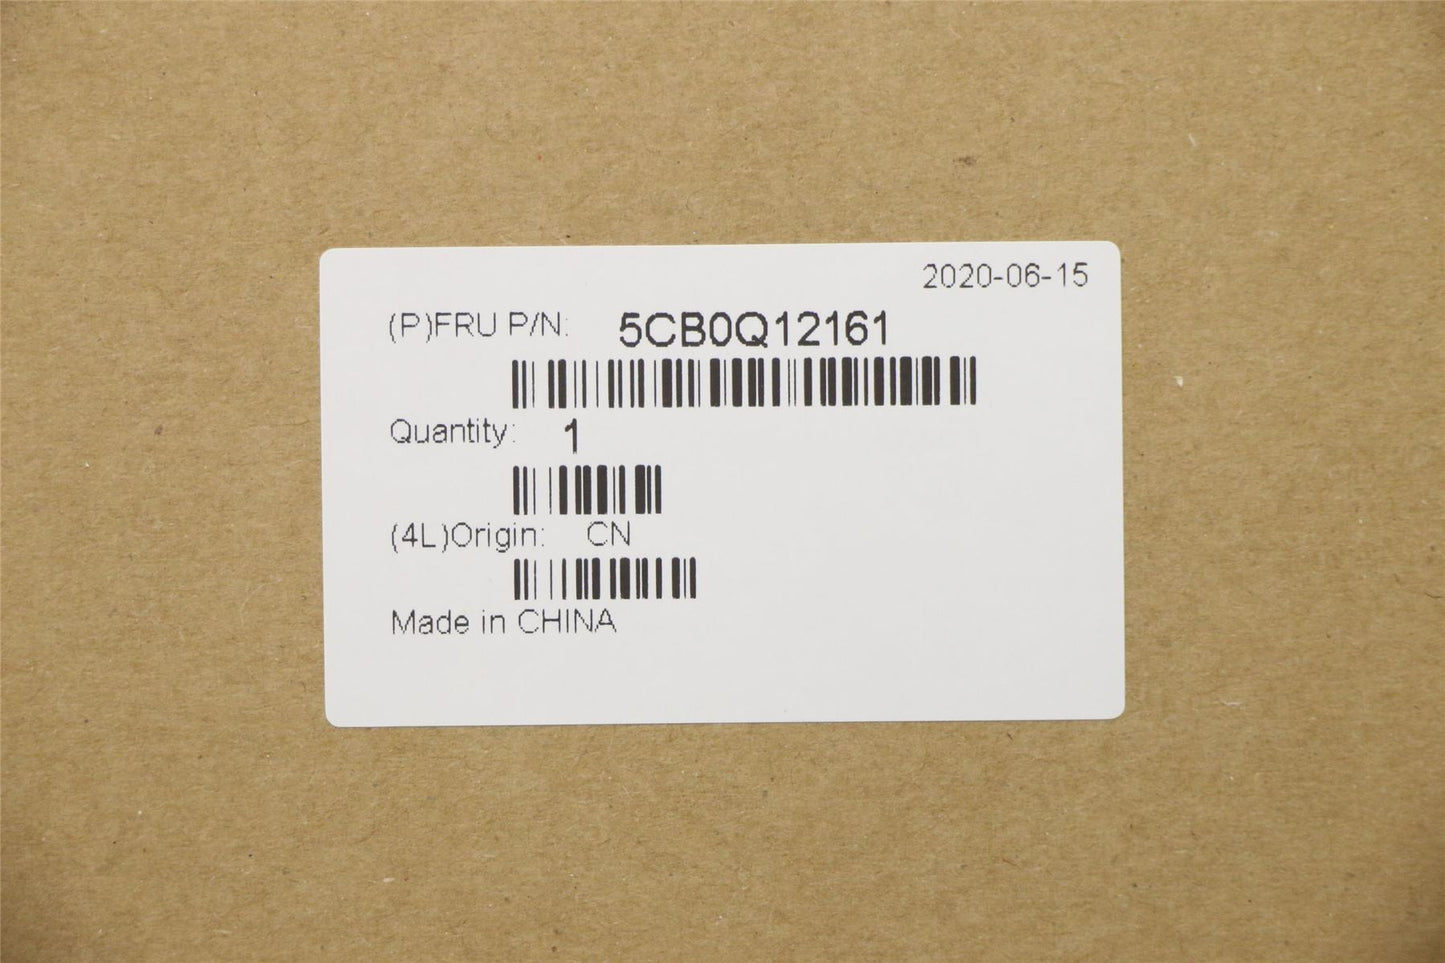 2020-06-15
(P)FRU P/N: 5CB0Q12161
Quantity: 1
(4L)Origin: CN
Made in CHINA